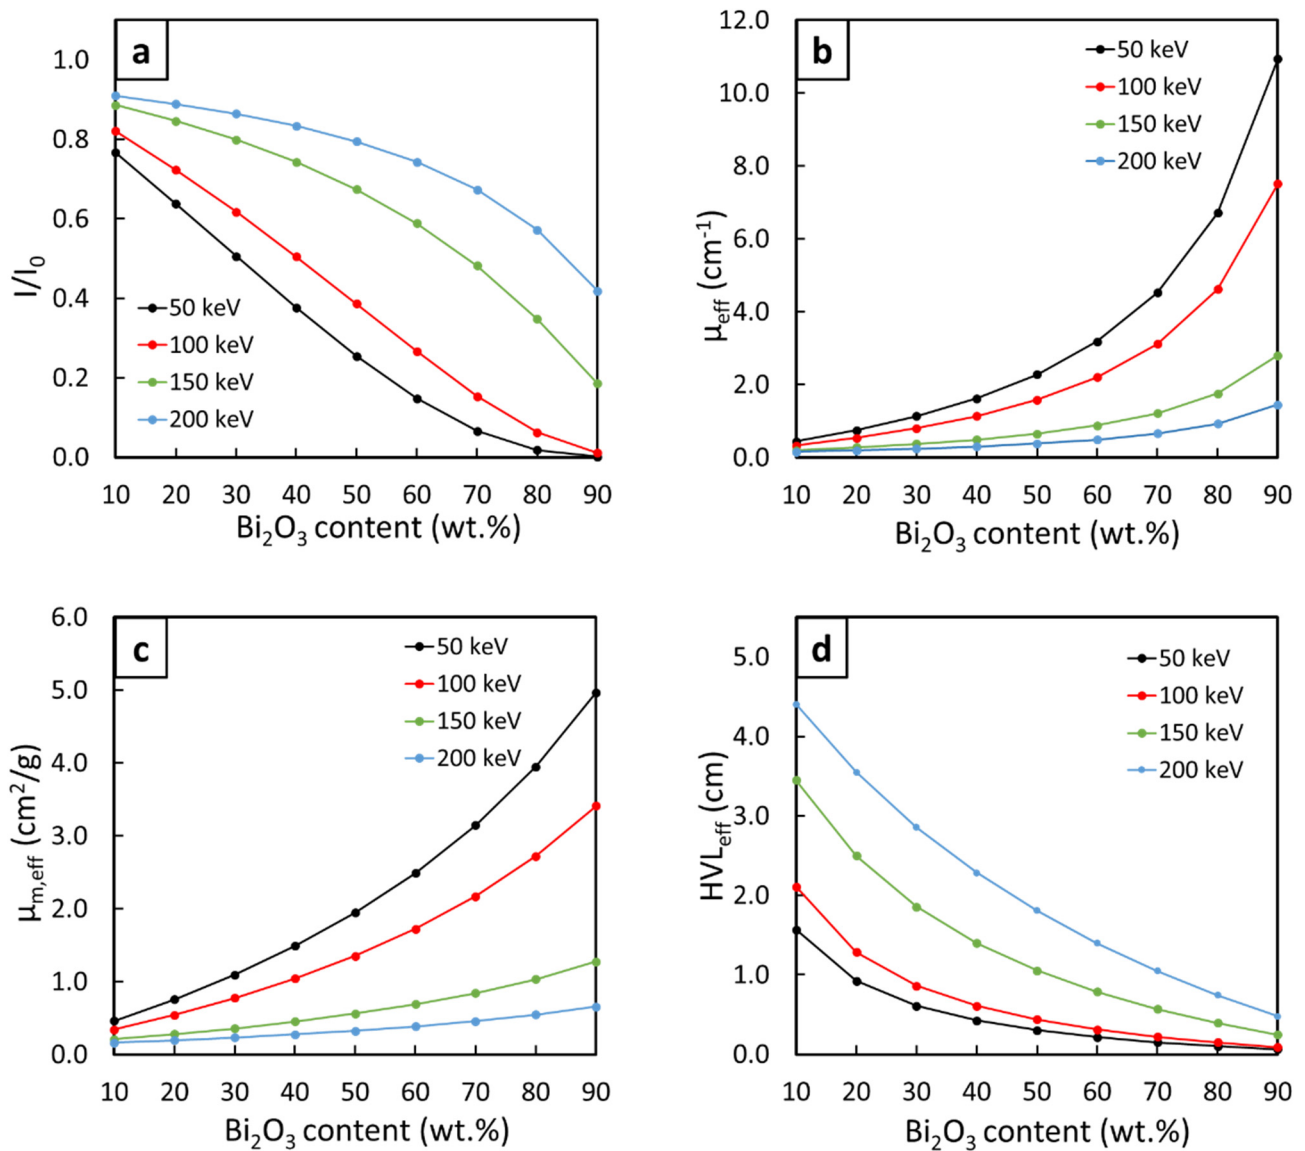 a
1.0
0.8
0.6
0.4
0.2
0.0
I/I₀
50 keV
100 keV
150 keV
200 keV
10 20 30 40 50 60 70 80 90
Bi₂O₃ content (wt.%)
b
12.0
10.0
8.0
6.0
4.0
2.0
0.0
μeff (cm⁻¹)
50 keV
100 keV
150 keV
200 keV
10 20 30 40 50 60 70 80 90
Bi₂O₃ content (wt.%)
c
6.0
5.0
4.0
3.0
2.0
1.0
0.0
μm,eff (cm²/g)
50 keV
100 keV
150 keV
200 keV
10 20 30 40 50 60 70 80 90
Bi₂O₃ content (wt.%)
d
5.0
4.0
3.0
2.0
1.0
0.0
HVLeff (cm)
50 keV
100 keV
150 keV
200 keV
10 20 30 40 50 60 70 80 90
Bi₂O₃ content (wt.%)